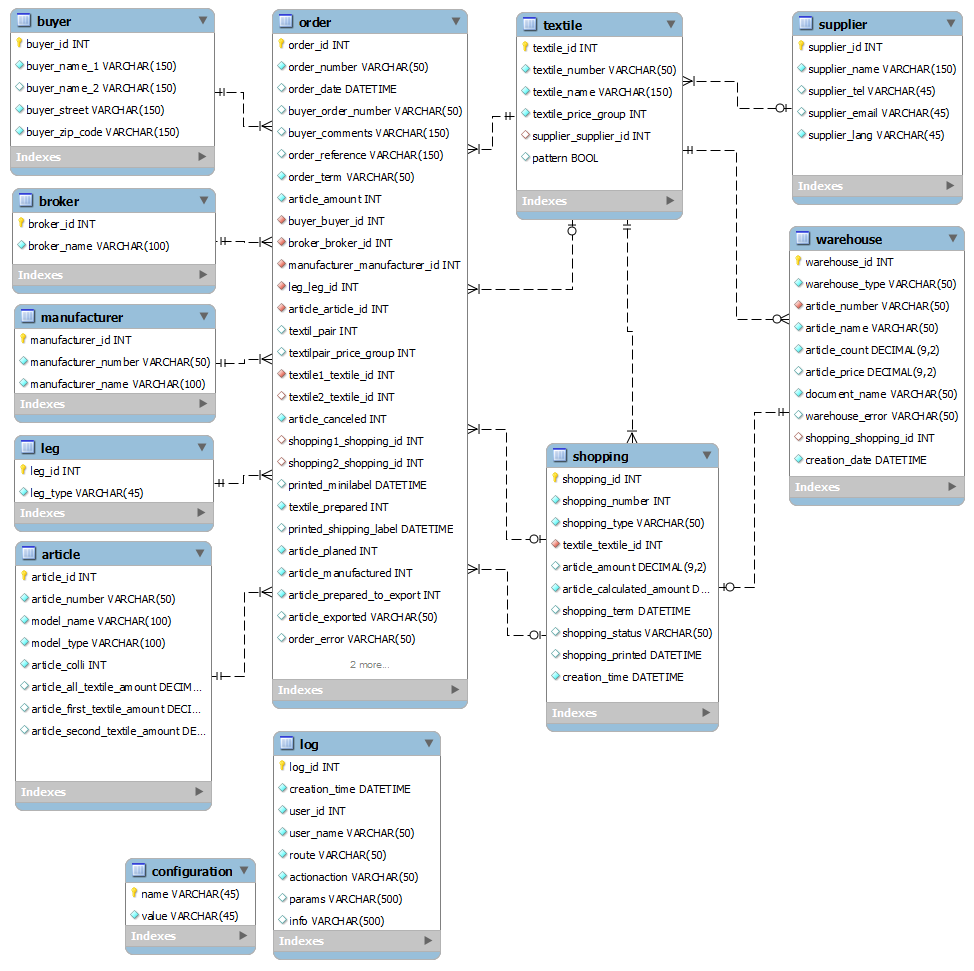 buyer
buyer_id INT
buyer_name_1 VARCHAR(150)
buyer_name_2 VARCHAR(150)
buyer_street VARCHAR(150)
buyer_zip_code VARCHAR(150)
Indexes
broker
broker_id INT
broker_name VARCHAR(100)
Indexes
manufacturer
manufacturer_id INT
manufacturer_number VARCHAR(50)
manufacturer_name VARCHAR(100)
Indexes
leg
leg_id INT
leg_type VARCHAR(45)
Indexes
article
article_id INT
article_number VARCHAR(50)
model_name VARCHAR(100)
model_type VARCHAR(100)
article_colli INT
article_all_textile_amount DECIM...
article_first_textile_amount DECI...
article_second_textile_amount DE...
Indexes
configuration
name VARCHAR(45)
value VARCHAR(45)
Indexes
order
order_id INT
order_number VARCHAR(50)
order_date DATETIME
buyer_order_number VARCHAR(50)
buyer_comments VARCHAR(150)
order_reference VARCHAR(150)
order_term VARCHAR(50)
article_amount INT
buyer_buyer_id INT
broker_broker_id INT
manufacturer_manufacturer_id INT
leg_leg_id INT
article_article_id INT
textil_pair INT
textilpair_price_group INT
textile1_textile_id INT
textile2_textile_id INT
article_canceled INT
shopping1_shopping_id INT
shopping2_shopping_id INT
printed_minilabel DATETIME
textile_prepared INT
printed_shipping_label DATETIME
article_planed INT
article_manufactured INT
article_prepared_to_export INT
article_exported VARCHAR(50)
order_error VARCHAR(50)
2 more...
Indexes
log
log_id INT
creation_time DATETIME
user_id INT
user_name VARCHAR(50)
route VARCHAR(50)
actionaction VARCHAR(50)
params VARCHAR(500)
info VARCHAR(500)
Indexes
textile
textile_id INT
textile_number VARCHAR(50)
textile_name VARCHAR(150)
textile_price_group INT
supplier_supplier_id INT
pattern BOOL
Indexes
shopping
shopping_id INT
shopping_number INT
shopping_type VARCHAR(50)
textile_textile_id INT
article_amount DECIMAL(9,2)
article_calculated_amount D...
shopping_term DATETIME
shopping_status VARCHAR(50)
shopping_printed DATETIME
creation_time DATETIME
Indexes
supplier
supplier_id INT
supplier_name VARCHAR(150)
supplier_tel VARCHAR(45)
supplier_email VARCHAR(45)
supplier_lang VARCHAR(45)
Indexes
warehouse
warehouse_id INT
warehouse_type VARCHAR(50)
article_number VARCHAR(50)
article_name VARCHAR(50)
article_count DECIMAL(9,2)
article_price DECIMAL(9,2)
document_name VARCHAR(50)
warehouse_error VARCHAR(50)
shopping_shopping_id INT
creation_date DATETIME
Indexes